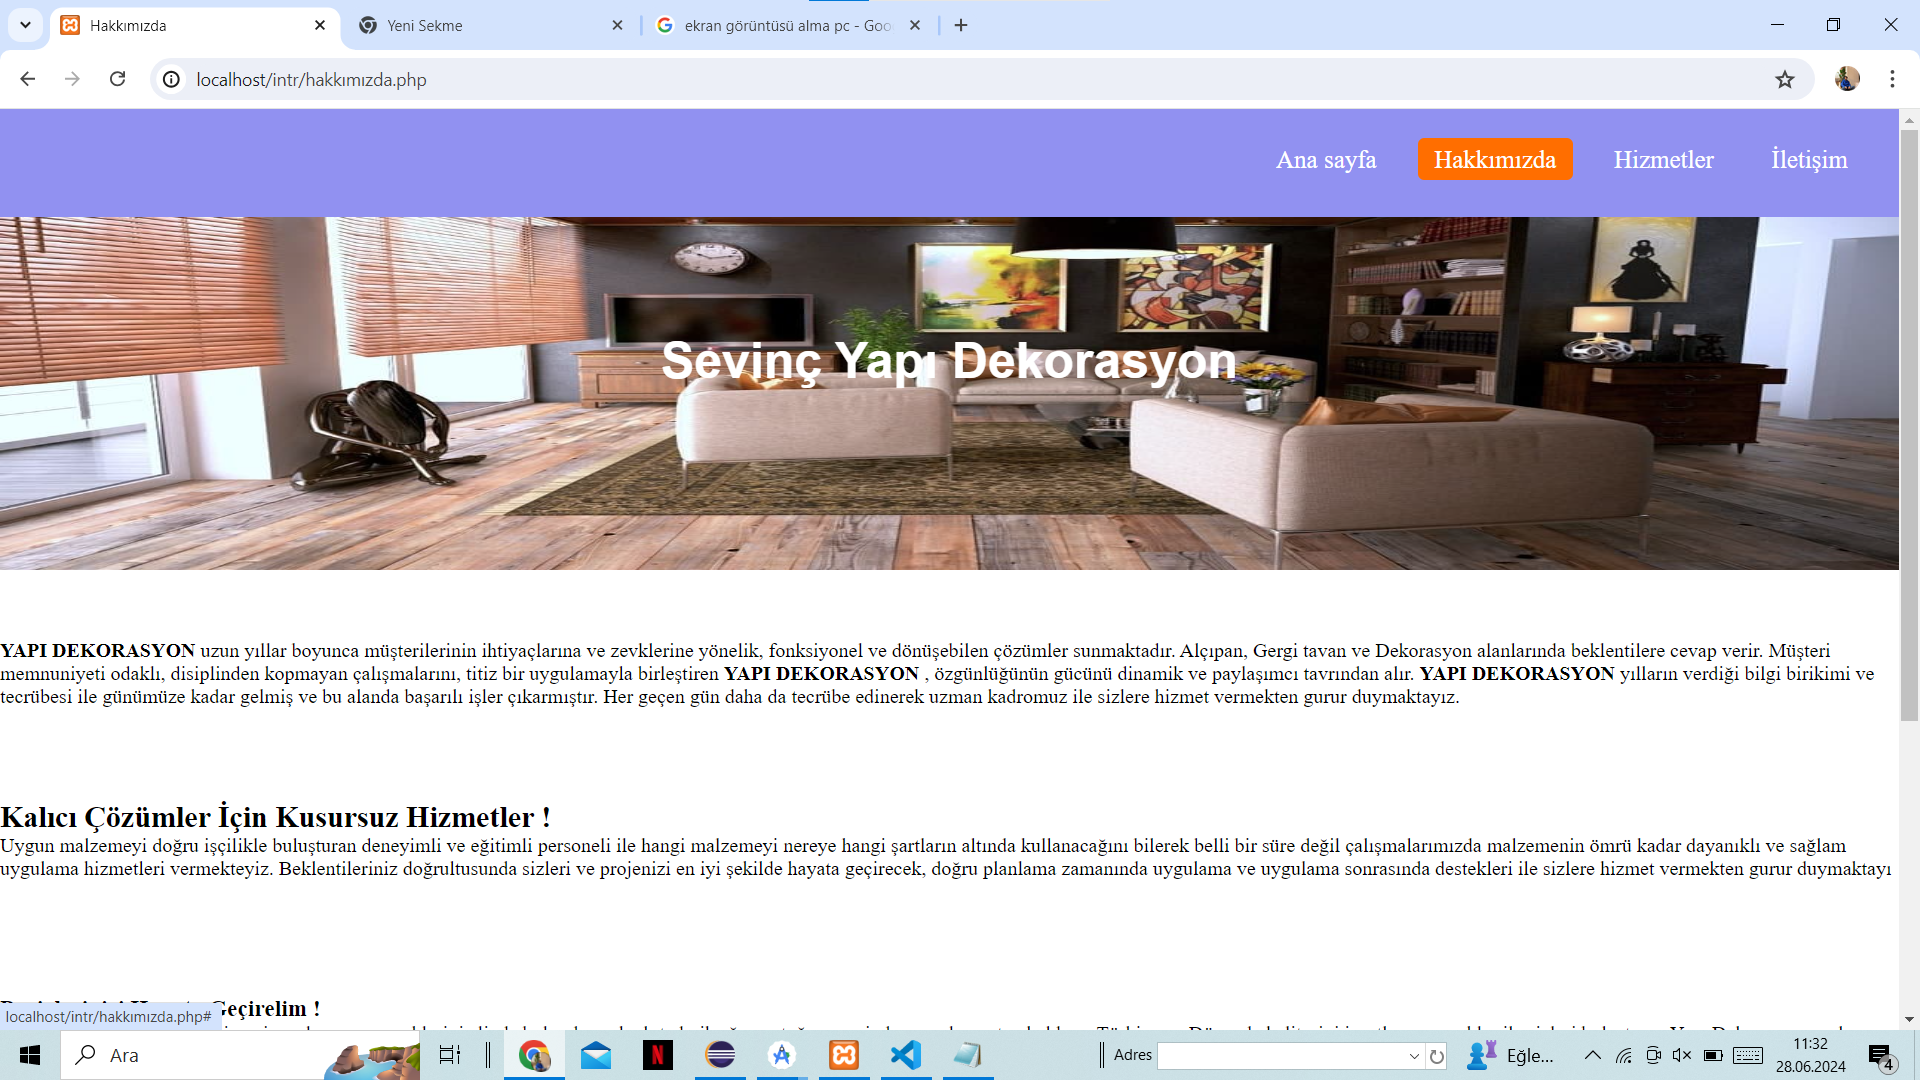 Hakkımızda
Yeni Sekme
ekran görüntüsü alma pc - Goo
localhost/intr/hakkımızda.php
Ana sayfa
Hakkımızda
Hizmetler
İletişim
Sevinç Yapı Dekorasyon
YAPI DEKORASYON uzun yıllar boyunca müşterilerinin ihtiyaçlarına ve zevklerine yönelik, fonksiyonel ve dönüşebilen çözümler sunmaktadır. Alçıpan, Gergi tavan ve Dekorasyon alanlarında beklentilere cevap verir. Müşteri
memnuniyeti odaklı, disiplinden kopmayan çalışmalarını, titiz bir uygulamayla birleştiren YAPI DEKORASYON , özgünlüğünün gücünü dinamik ve paylaşımcı tavrından alır. YAPI DEKORASYON yılların verdiği bilgi birikimi ve
tecrübesi ile günümüze kadar gelmiş ve bu alanda başarılı işler çıkarmıştır. Her geçen gün daha da tecrübe edinerek uzman kadromuz ile sizlere hizmet vermekten gurur duymaktayız.
Kalıcı Çözümler İçin Kusursuz Hizmetler !
Uygun malzemeyi doğru işçilikle buluşturan deneyimli ve eğitimli personeli ile hangi malzemeyi nereye hangi şartların altında kullanacağını bilerek belli bir süre değil çalışmalarımızda malzemenin ömrü kadar dayanıklı ve sağlam
uygulama hizmetleri vermekteyiz. Beklentileriniz doğrultusunda sizleri ve projenizi en iyi şekilde hayata geçirecek, doğru planlama zamanında uygulama ve uygulama sonrasında destekleri ile sizlere hizmet vermekten gurur duymaktayı
Geçirelim !
localhost/intr/hakkımızda.php#
Ara
Adres
Eğle...
11:32
28.06.2024
4